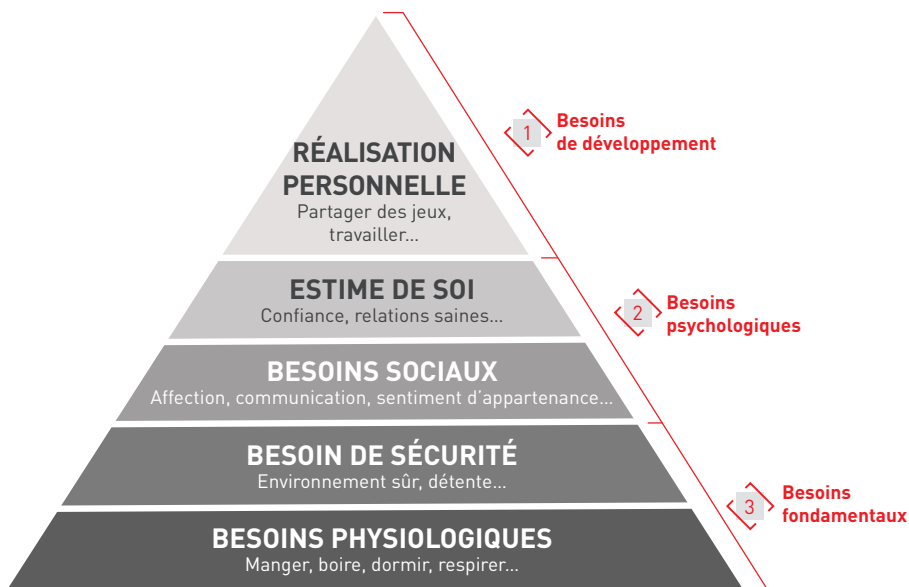 RÉALISATION
PERSONNELLE
Partager des jeux,
travailler...
1
Besoins
de développement
ESTIME DE SOI
Confiance, relations saines...
2
Besoins
psychologiques
BESOINS SOCIAUX
Affection, communication, sentiment d’appartenance...
BESOIN DE SÉCURITÉ
Environnement sûr, détente...
3
Besoins
fondamentaux
BESOINS PHYSIOLOGIQUES
Manger, boire, dormir, respirer...